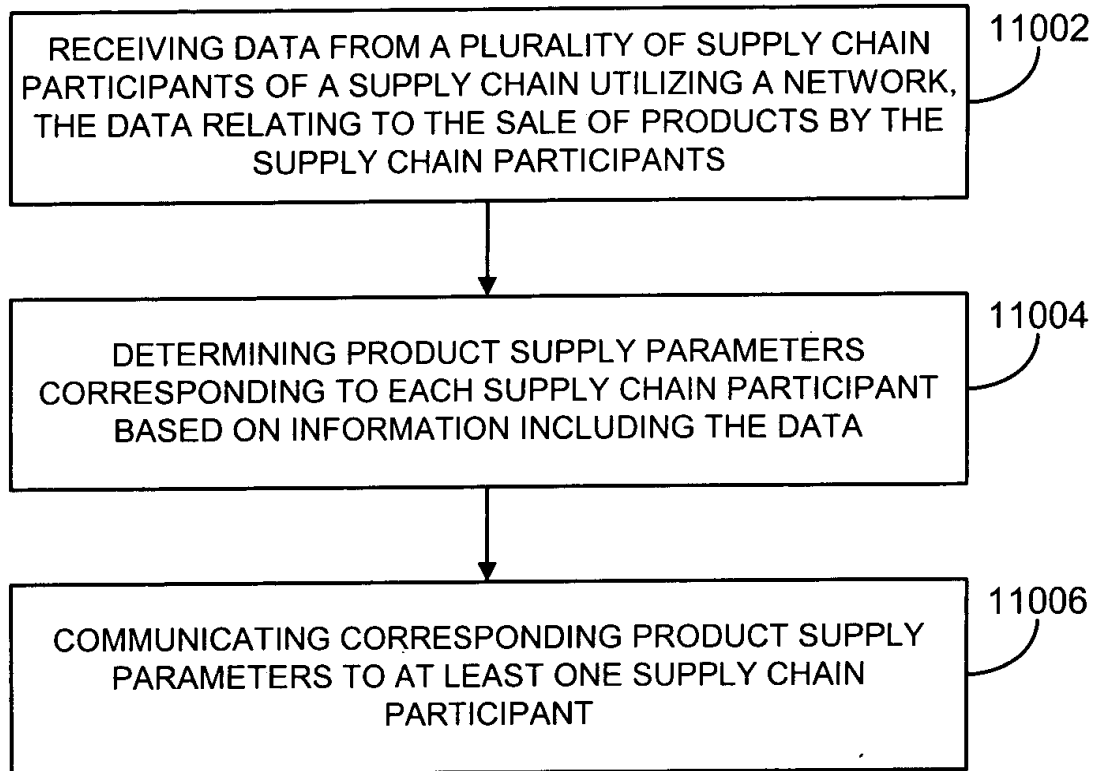 RECEIVING DATA FROM A PLURALITY OF SUPPLY CHAIN
PARTICIPANTS OF A SUPPLY CHAIN UTILIZING A NETWORK,
THE DATA RELATING TO THE SALE OF PRODUCTS BY THE
SUPPLY CHAIN PARTICIPANTS
11002
DETERMINING PRODUCT SUPPLY PARAMETERS
CORRESPONDING TO EACH SUPPLY CHAIN PARTICIPANT
BASED ON INFORMATION INCLUDING THE DATA
11004
COMMUNICATING CORRESPONDING PRODUCT SUPPLY
PARAMETERS TO AT LEAST ONE SUPPLY CHAIN
PARTICIPANT
11006